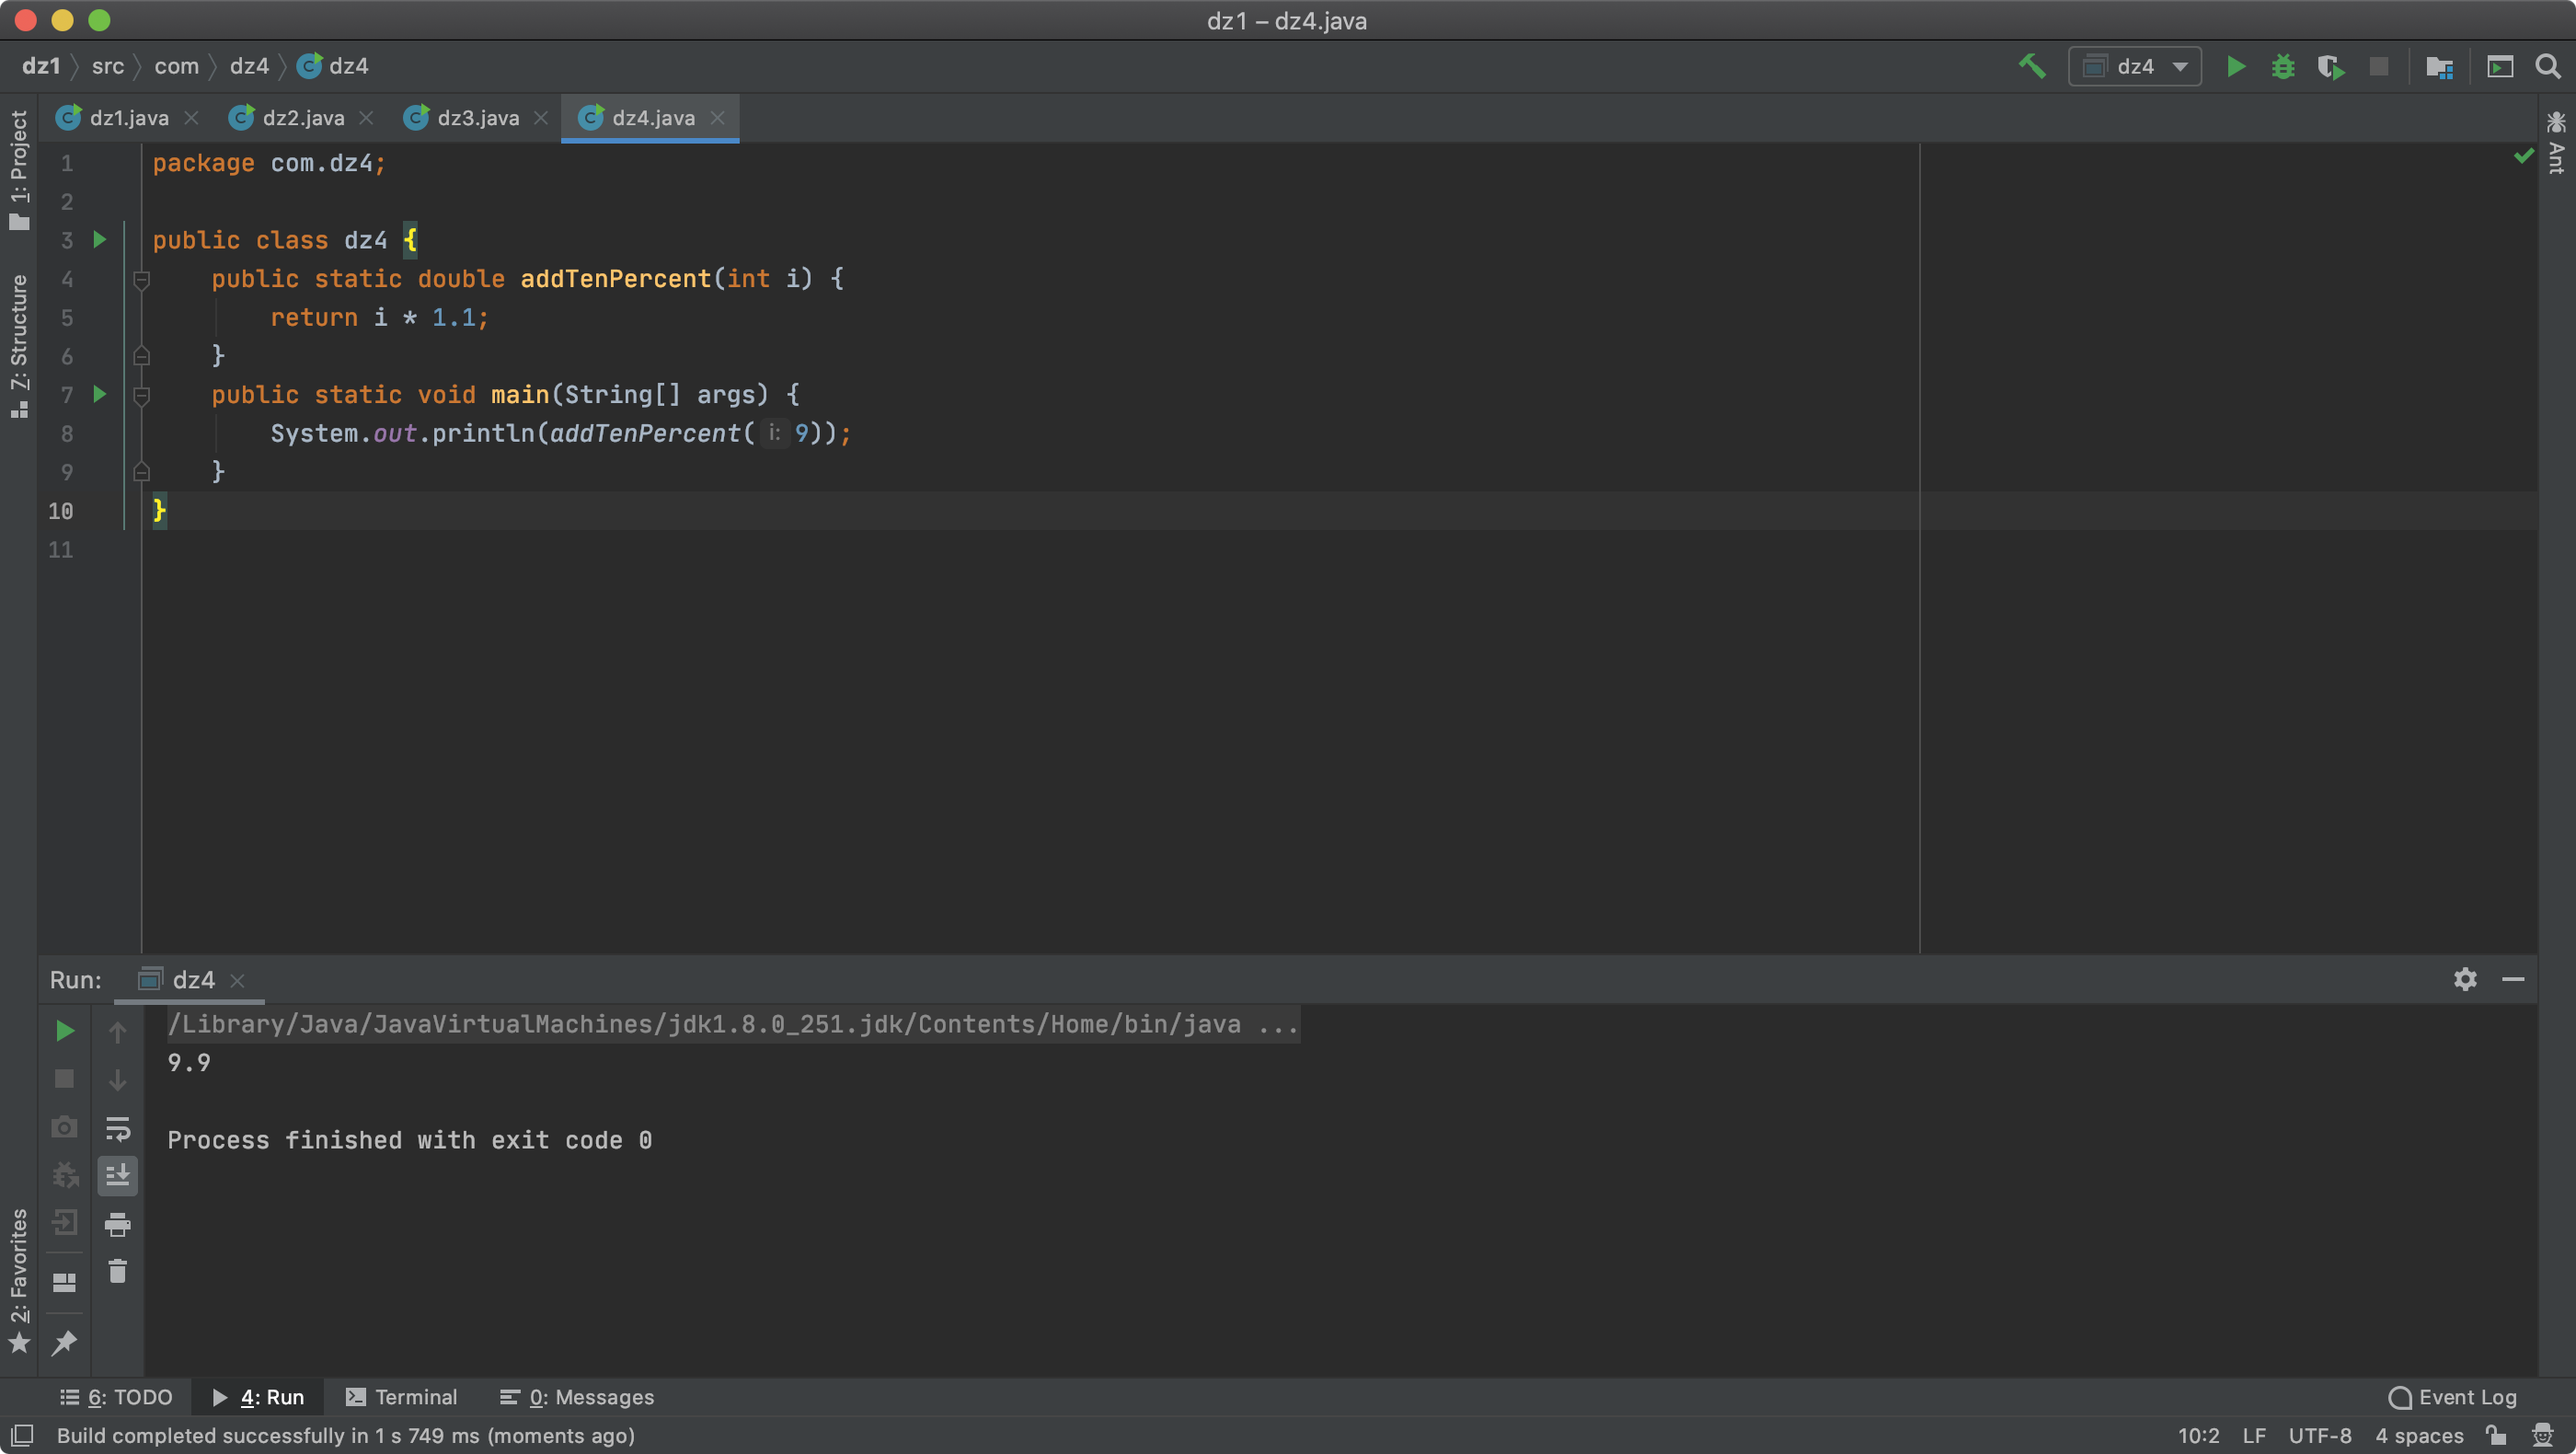 dz1 – dz4.java
dz1 src com dz4 dz4
dz4
dz1.java dz2.java dz3.java dz4.java
1: Project
7: Structure
2: Favorites
Ant
1 package com.dz4;
2
3 public class dz4 {
4 public static double addTenPercent(int i) {
5 return i * 1.1;
6 }
7 public static void main(String[] args) {
8 System.out.println(addTenPercent( i: 9));
9 }
10 }
11
Run: dz4
/Library/Java/JavaVirtualMachines/jdk1.8.0_251.jdk/Contents/Home/bin/java ...
9.9
Process finished with exit code 0
6: TODO 4: Run Terminal 0: Messages Event Log
Build completed successfully in 1 s 749 ms (moments ago) 10:2 LF UTF-8 4 spaces